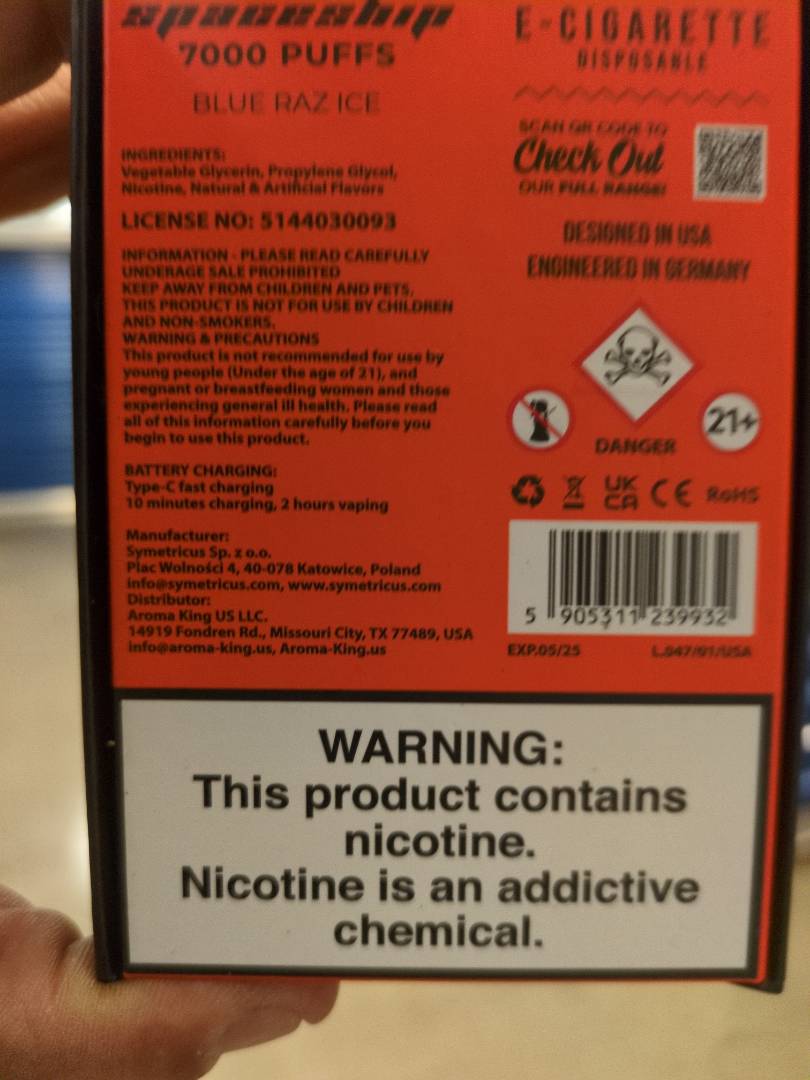 spaceship
7000 PUFFS
BLUE RAZ ICE
INGREDIENTS:
Vegetable Glycerin, Propylene Glycol,
Nicotine, Natural & Artificial Flavors
LICENSE NO: 5144030093
INFORMATION - PLEASE READ CAREFULLY
UNDERAGE SALE PROHIBITED
KEEP AWAY FROM CHILDREN AND PETS,
THIS PRODUCT IS NOT FOR USE BY CHILDREN
AND NON-SMOKERS.
WARNING & PRECAUTIONS
This product is not recommended for use by
young people (Under the age of 21), and
pregnant or breastfeeding women and those
experiencing general ill health. Please read
all of this information carefully before you
begin to use this product.
BATTERY CHARGING:
Type-C fast charging
10 minutes charging, 2 hours vaping
Manufacturer:
Symetricus Sp. z o.o.
Plac Wolności 4, 40-078 Katowice, Poland
info@symetricus.com, www.symetricus.com
Distributor:
Aroma King US LLC.
14919 Fondren Rd., Missouri City, TX 77489, USA
info@aroma-king.us, Aroma-King.us
E-CIGARETTE
DISPOSABLE
SCAN QR CODE TO
Check Out
OUR FULL RANGE!
DESIGNED IN USA
ENGINEERED IN GERMANY
21+
DANGER
UK
CA
CE
RoHS
5 905311 239932
EXP.05/25
L.047/01/USA
WARNING:
This product contains
nicotine.
Nicotine is an addictive
chemical.